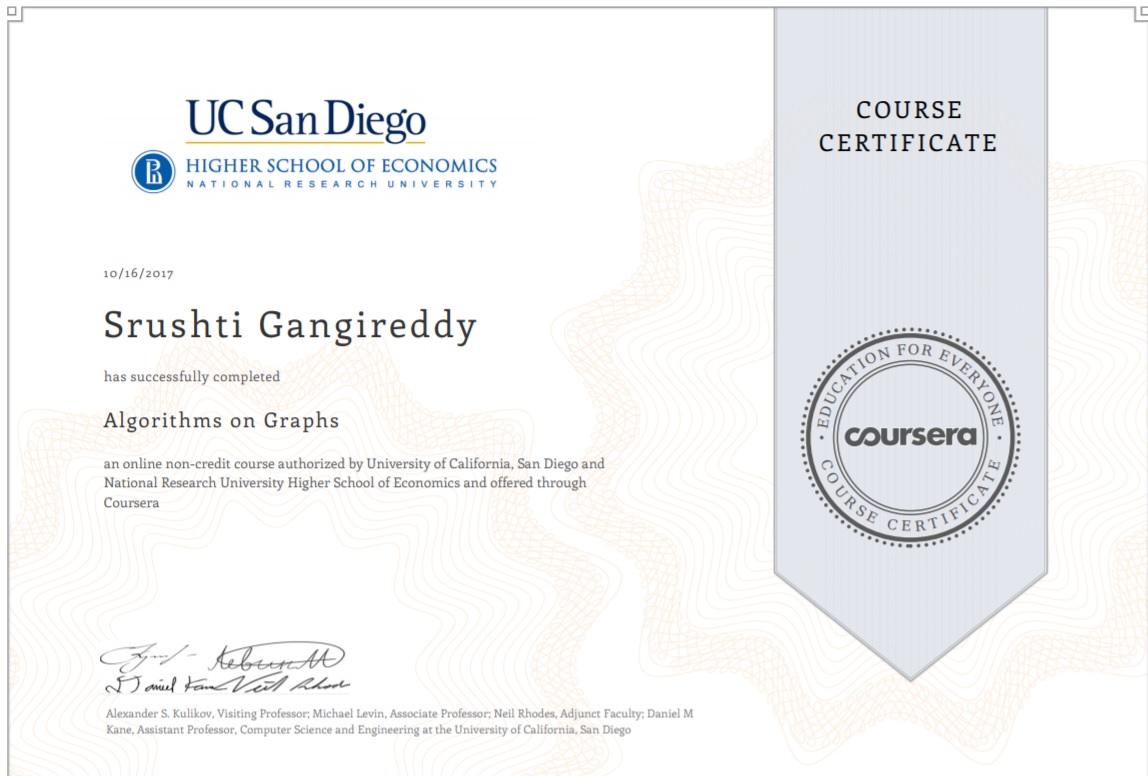 UC San Diego
HIGHER SCHOOL OF ECONOMICS
NATIONAL RESEARCH UNIVERSITY
10/16/2017
Srushti Gangireddy
has successfully completed
Algorithms on Graphs
an online non-credit course authorized by University of California, San Diego and
National Research University Higher School of Economics and offered through
Coursera
Alexander S. Kulikov, Visiting Professor; Michael Levin, Associate Professor; Neil Rhodes, Adjunct Faculty; Daniel M
Kane, Assistant Professor, Computer Science and Engineering at the University of California, San Diego
COURSE
CERTIFICATE
EDUCATION FOR EVERYONE
coursera
COURSE CERTIFICATE